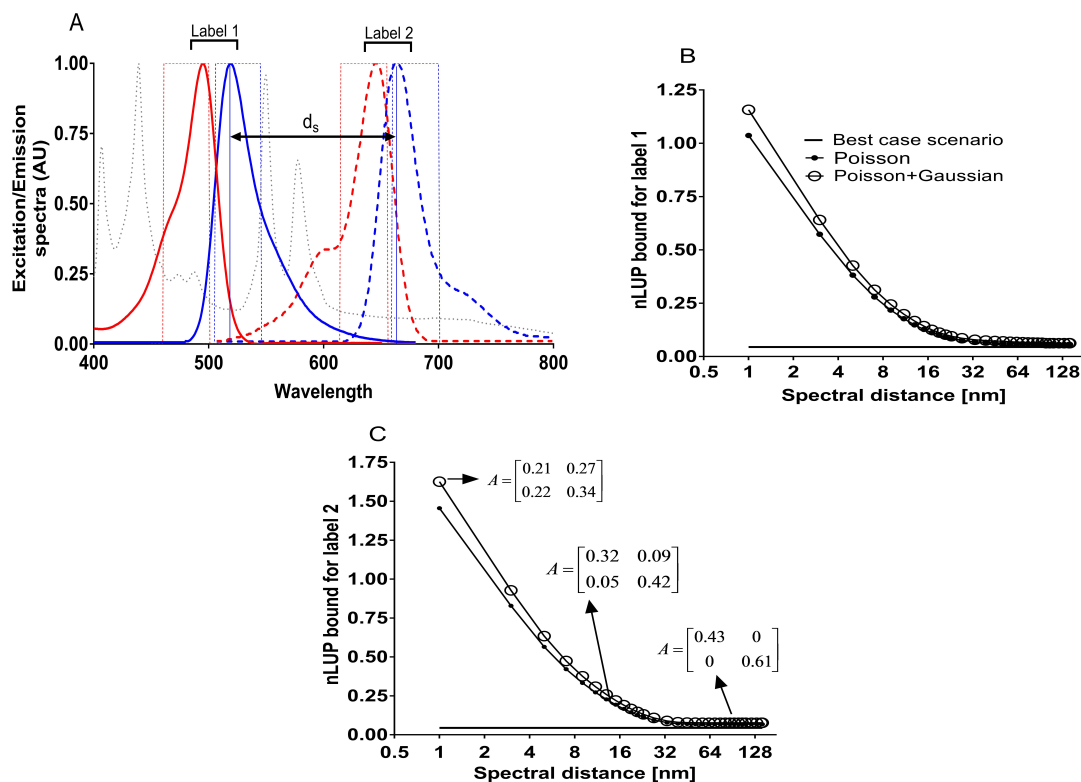 A
Label 1
Label 2
Excitation/Emission
spectra (AU)
1.00
0.75
0.50
0.25
0.00
d_s
400
500
600
700
800
Wavelength
B
nLUP bound for label 1
1.25
1.00
0.75
0.50
0.25
0.00
Best case scenario
Poisson
Poisson+Gaussian
0.5 1 2 4 8 16 32 64 128
Spectral distance [nm]
C
nLUP bound for label 2
1.75
1.50
1.25
1.00
0.75
0.50
0.25
0.00
A = [0.21 0.27
0.22 0.34]
A = [0.32 0.09
0.05 0.42]
A = [0.43 0
0 0.61]
0.5 1 2 4 8 16 32 64 128
Spectral distance [nm]